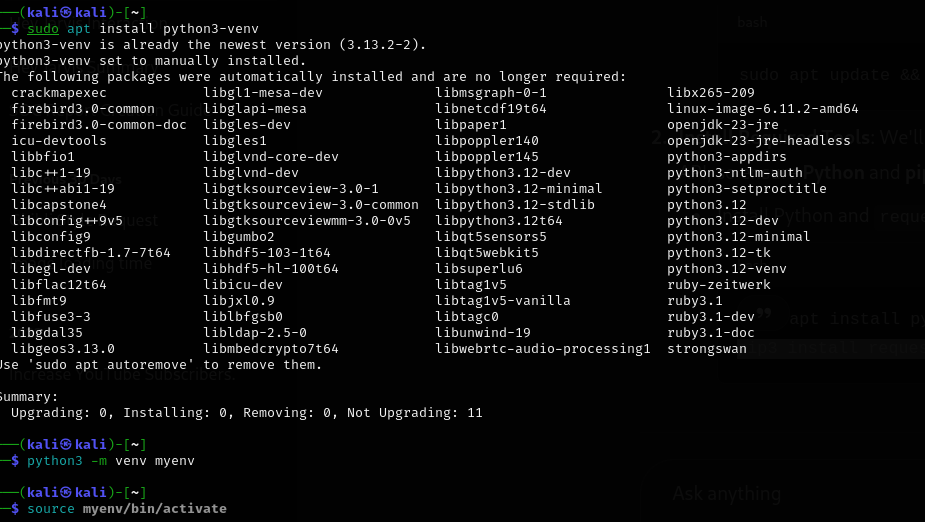 ──(kali㉿kali)-[~]
─$ sudo apt install python3-venv
python3-venv is already the newest version (3.13.2-2).
python3-venv set to manually installed.
The following packages were automatically installed and are no longer required:
crackmapexec libgl1-mesa-dev libmsgraph-0-1 libx265-209
firebird3.0-common libglapi-mesa libnetcdf19t64 linux-image-6.11.2-amd64
firebird3.0-common-doc libgles-dev libpaper1 openjdk-23-jre
icu-devtools libgles1 libpoppler140 openjdk-23-jre-headless
libbfio1 libglvnd-core-dev libpoppler145 python3-appdirs
libc++1-19 libglvnd-dev libpython3.12-dev python3-ntlm-auth
libc++abi1-19 libgtksourceview-3.0-1 libpython3.12-minimal python3-setproctitle
libcapstone4 libgtksourceview-3.0-common libpython3.12-stdlib python3.12
libconfig++9v5 libgtksourceviewmm-3.0-0v5 libpython3.12t64 python3.12-dev
libconfig9 libgumbo2 libqt5sensors5 python3.12-minimal
libdirectfb-1.7-7t64 libhdf5-103-1t64 libqt5webkit5 python3.12-tk
libegl-dev libhdf5-hl-100t64 libsuperlu6 python3.12-venv
libflac12t64 libicu-dev libtag1v5 ruby-zeitwerk
libfmt9 libjxl0.9 libtag1v5-vanilla ruby3.1
libfuse3-3 liblbfgsb0 libtagc0 ruby3.1-dev
libgdal35 libldap-2.5-0 libunwind-19 ruby3.1-doc
libgeos3.13.0 libmbedcrypto7t64 libwebrtc-audio-processing1 strongswan
Use 'sudo apt autoremove' to remove them.
Summary:
Upgrading: 0, Installing: 0, Removing: 0, Not Upgrading: 11
──(kali㉿kali)-[~]
─$ python3 -m venv myenv
──(kali㉿kali)-[~]
─$ source myenv/bin/activate
bash
sudo apt update &&
Tools: We'll
Python and pip
Python and
apt install
increase YouTube Subscribers.
Ask anything